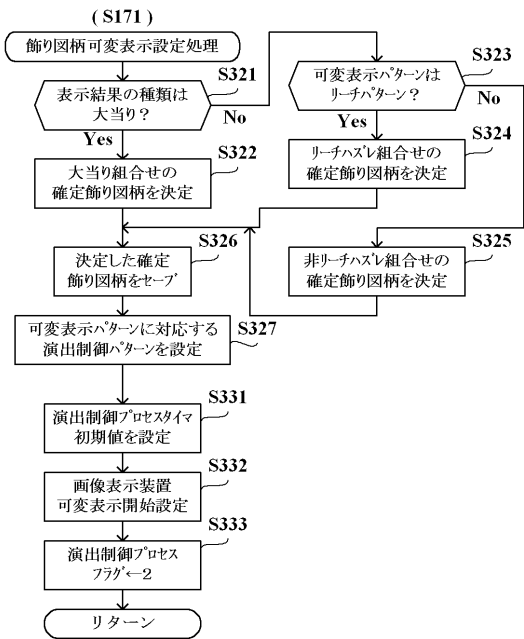 ( S171 )
飾り図柄可変表示設定処理
S321
表示結果の種類は
大当り？
No
Yes
S323
可変表示ﾊﾟﾀｰﾝは
ﾘｰﾁﾊﾟﾀｰﾝ？
No
Yes
S322
大当り組合せの
確定飾り図柄を決定
S324
ﾘｰﾁﾊｽﾞﾚ組合せの
確定飾り図柄を決定
S326
決定した確定
飾り図柄をｾｰﾌﾞ
S325
非ﾘｰﾁﾊｽﾞﾚ組合せの
確定飾り図柄を決定
S327
可変表示ﾊﾟﾀｰﾝに対応する
演出制御ﾊﾟﾀｰﾝを設定
S331
演出制御ﾌﾟﾛｾｽﾀｲﾏ
初期値を設定
S332
画像表示装置
可変表示開始設定
S333
演出制御ﾌﾟﾛｾｽ
ﾌﾗｸﾞ←2
リターン